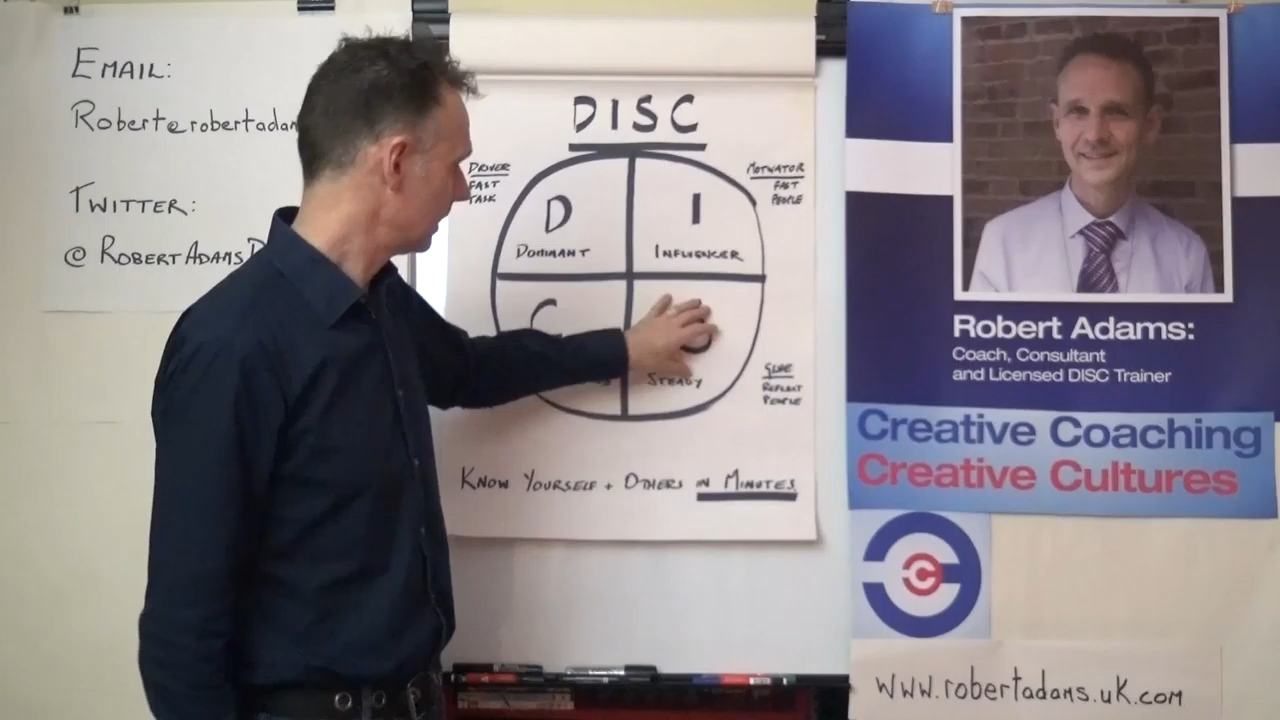 EMAIL:
Robert@robertadam
TWITTER:
@ROBERTADAMS
DISC
DRIVER
FAST
TASK
MOTIVATOR
FAST
PEOPLE
D
DOMINANT
I
INFLUENCER
C
STEADY
GLUE
REFLECT
PEOPLE
KNOW YOURSELF + OTHERS IN MINUTES
Robert Adams:
Coach, Consultant
and Licensed DISC Trainer
Creative Coaching
Creative Cultures
www.robertadams.uk.com